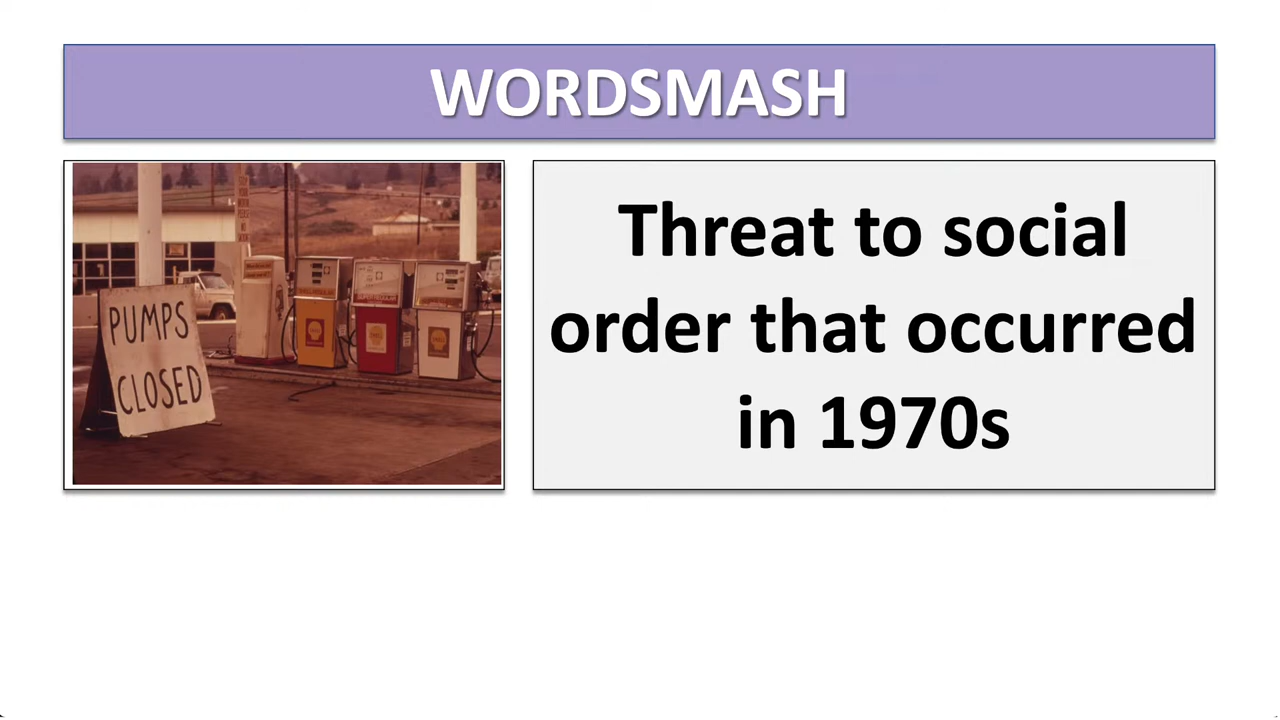 WORDSMASH
PUMPS
CLOSED
Threat to social
order that occurred
in 1970s